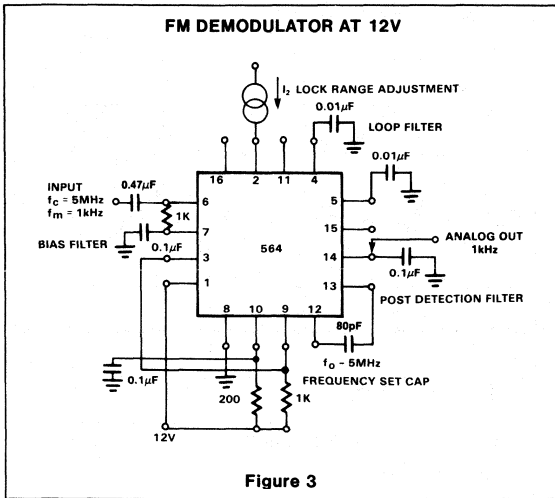 FM DEMODULATOR AT 12V
I₂ LOCK RANGE ADJUSTMENT
0.01µF
LOOP FILTER
0.01µF
16
2
11
4
INPUT
fc = 5MHz
fm = 1kHz
0.47µF
6
1K
5
15
BIAS FILTER
0.1µF
7
564
ANALOG OUT
1kHz
3
14
0.1µF
1
13
POST DETECTION FILTER
8
10
9
12
80pF
fo - 5MHz
FREQUENCY SET CAP
0.1µF
200
1K
12V
Figure 3